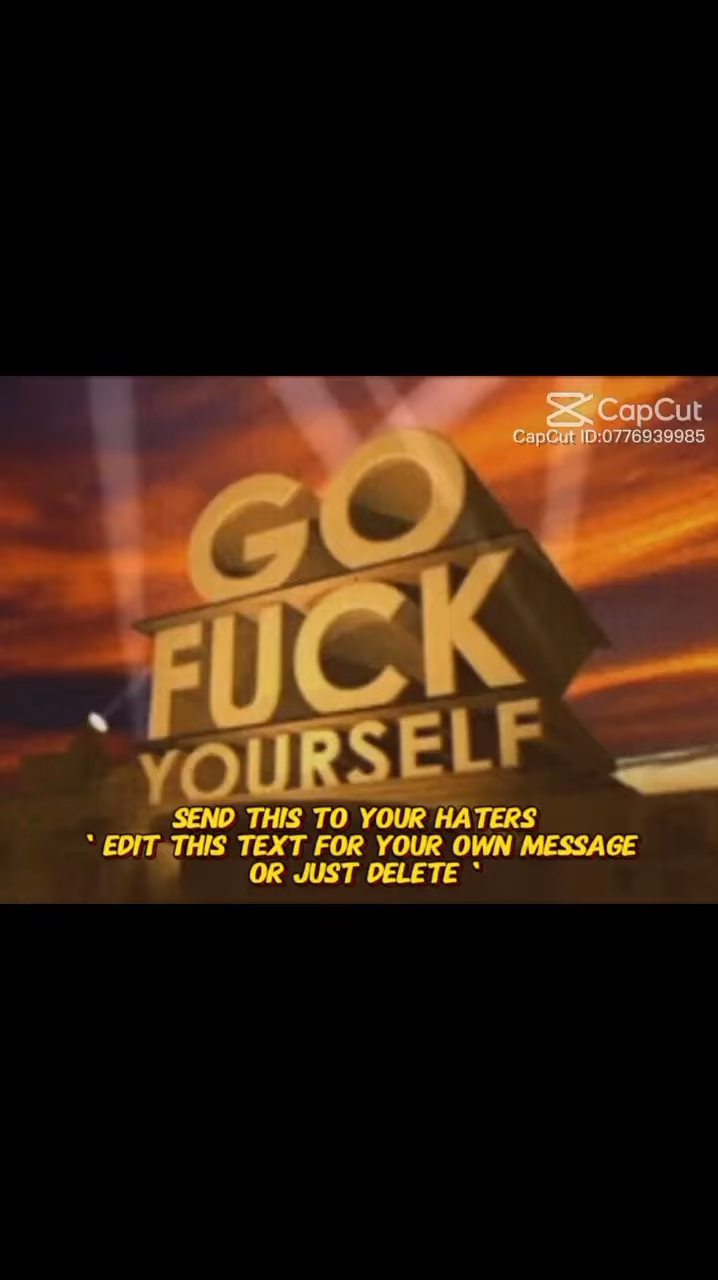 CapCut
CapCut ID:0776939985
GO
FUCK
YOURSELF
SEND THIS TO YOUR HATERS
` EDIT THIS TEXT FOR YOUR OWN MESSAGE
OR JUST DELETE `